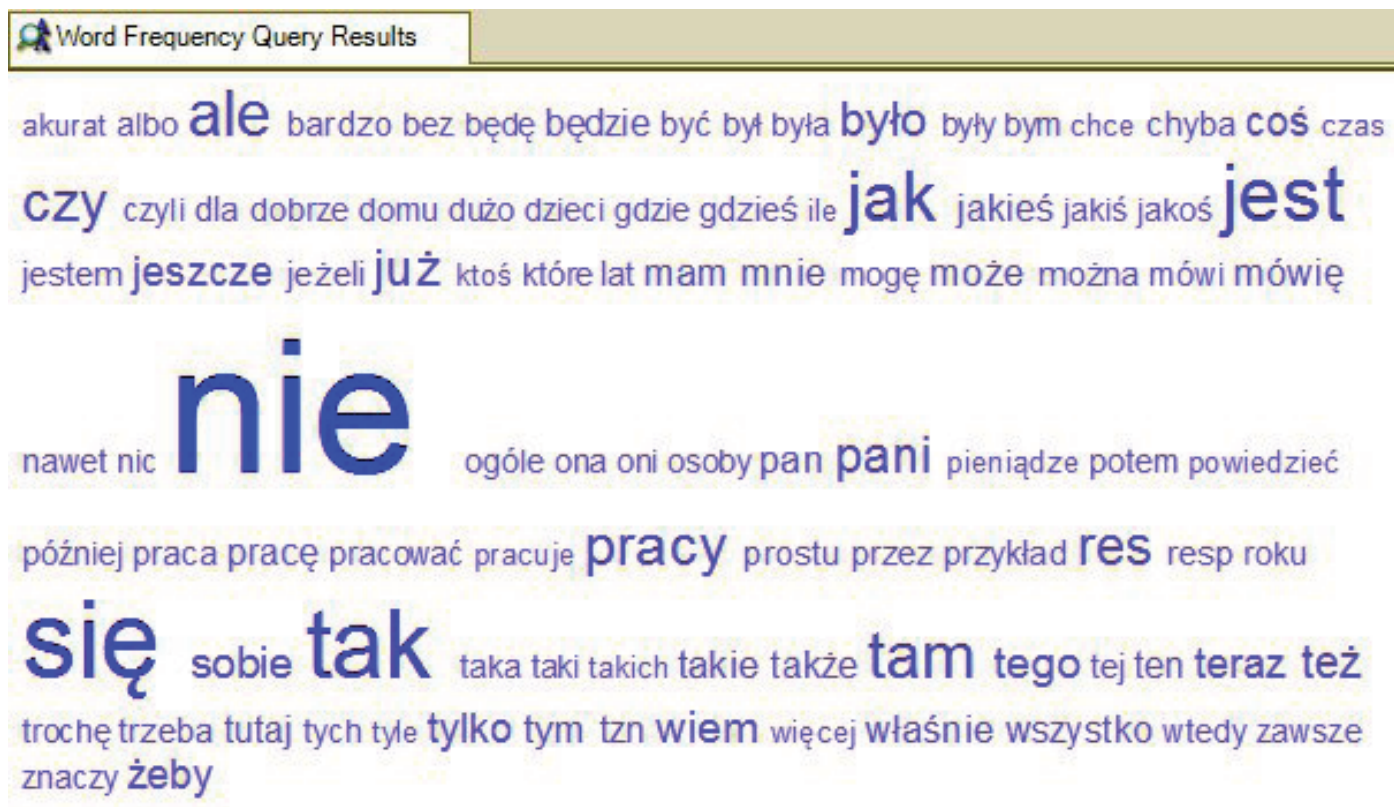 Word Frequency Query Results
akurat albo ale bardzo bez będę będzie być był była było były bym chce chyba coś czas
czy czyli dla dobrze domu dużo dzieci gdzie gdzieś ile jak jakieś jakiś jakoś jest
jestem jeszcze jeżeli już ktoś które lat mam mnie mogę może można mówi mówię
nawet nic nie ogóle ona oni osoby pan pani pieniądze potem powiedzieć
później praca pracę pracować pracuje pracy prostu przez przykład res resp roku
się sobie tak taka taki takich takie także tam tego tej ten teraz też
trochę trzeba tutaj tych tyle tylko tym tzn wiem więcej właśnie wszystko wtedy zawsze
znaczy żeby